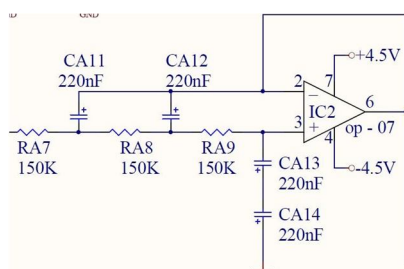 GND
CA11 CA12
220nF 220nF
+4.5V
2 7
IC2 6
3 op - 07
4
RA7 RA8 RA9
150K 150K 150K
-4.5V
CA13
220nF
CA14
220nF